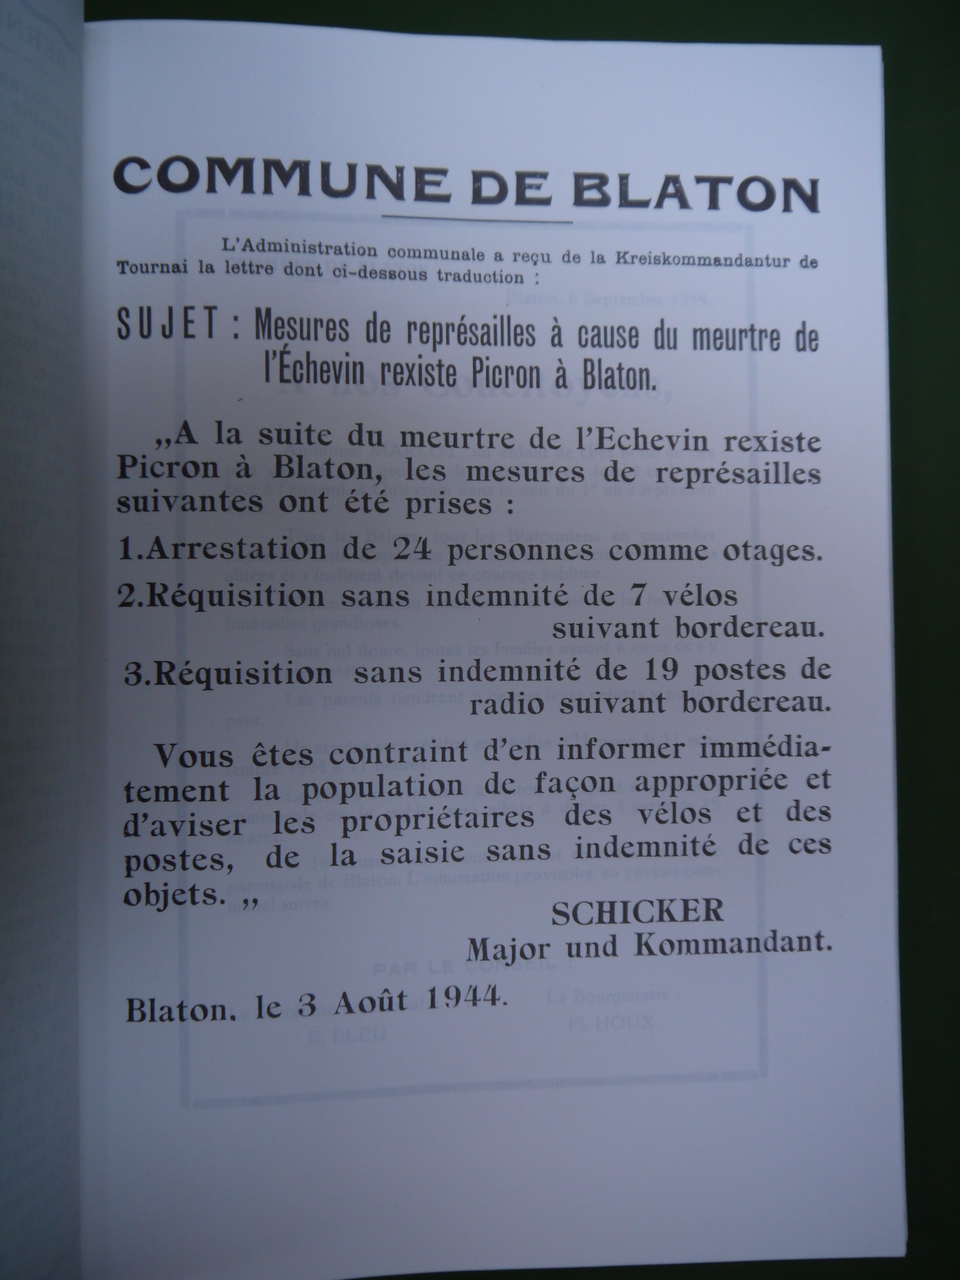 COMMUNE DE BLATON
L'Administration communale a reçu de la Kreiskommandantur de
Tournai la lettre dont ci-dessous traduction :
SUJET : Mesures de représailles à cause du meurtre de
l'Échevin rexiste Picron à Blaton.
„A la suite du meurtre de l'Echevin rexiste
Picron à Blaton, les mesures de représailles
suivantes ont été prises :
1.Arrestation de 24 personnes comme otages.
2.Réquisition sans indemnité de 7 vélos
suivant bordereau.
3.Réquisition sans indemnité de 19 postes de
radio suivant bordereau.
Vous êtes contraint d'en informer immédia-
tement la population de façon appropriée et
d'aviser les propriétaires des vélos et des
postes, de la saisie sans indemnité de ces
objets. „
SCHICKER
Major und Kommandant.
Blaton, le 3 Août 1944.